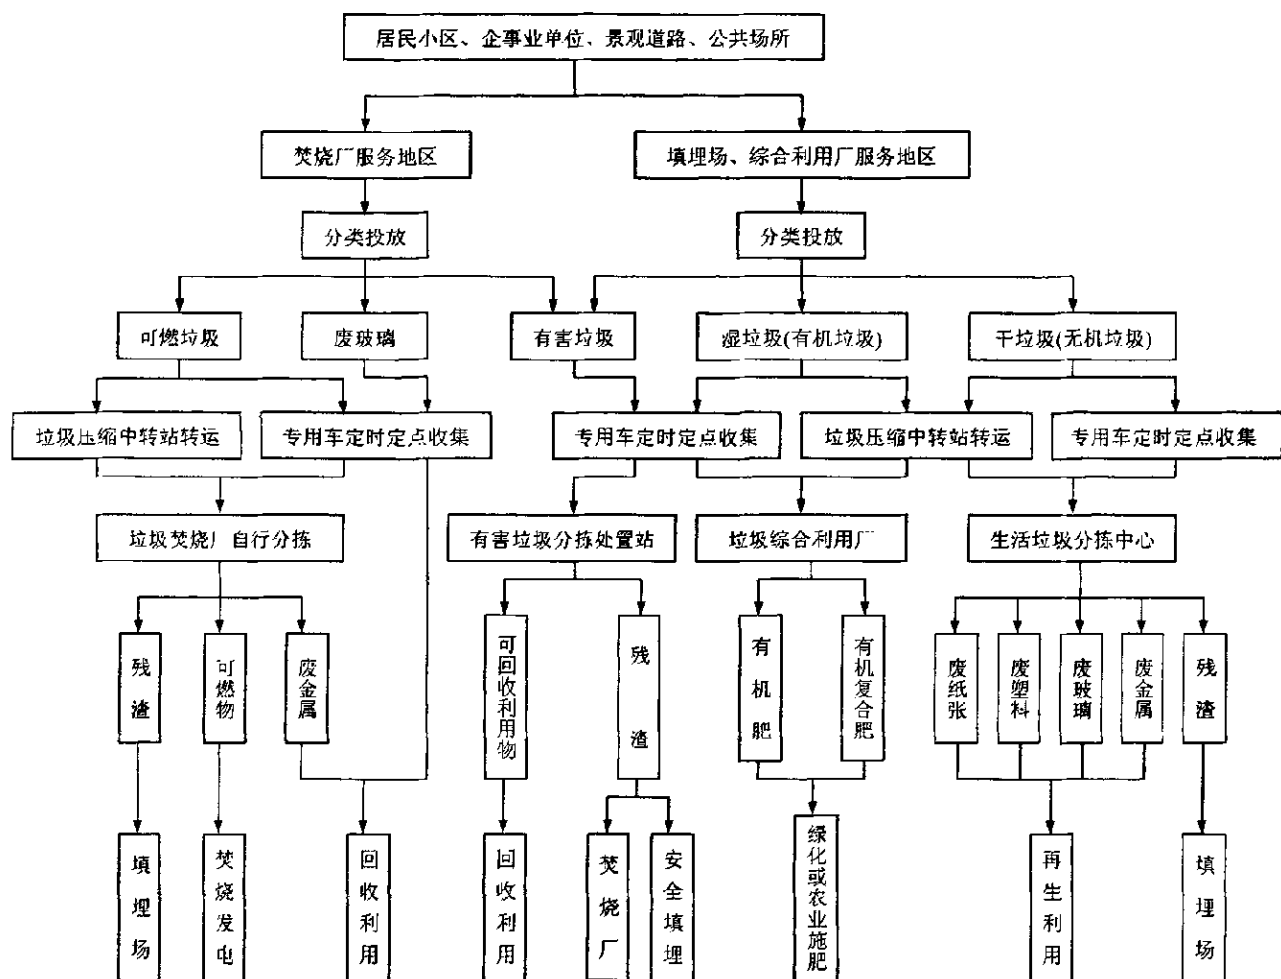 居民小区、企事业单位、景观道路、公共场所
焚烧厂服务地区
填埋场、综合利用厂服务地区
分类投放
分类投放
可燃垃圾
废玻璃
有害垃圾
湿垃圾(有机垃圾)
干垃圾(无机垃圾)
垃圾压缩中转站转运
专用车定时定点收集
专用车定时定点收集
垃圾压缩中转站转运
专用车定时定点收集
垃圾焚烧厂自行分拣
有害垃圾分拣处置站
垃圾综合利用厂
生活垃圾分拣中心
残渣
可燃物
废金属
可回收利用物
残渣
有机肥
有机复合肥
废纸张
废塑料
废玻璃
废金属
残渣
填埋场
焚烧发电
回收利用
回收利用
焚烧厂
安全填埋
绿化或农业施肥
再生利用
填埋场